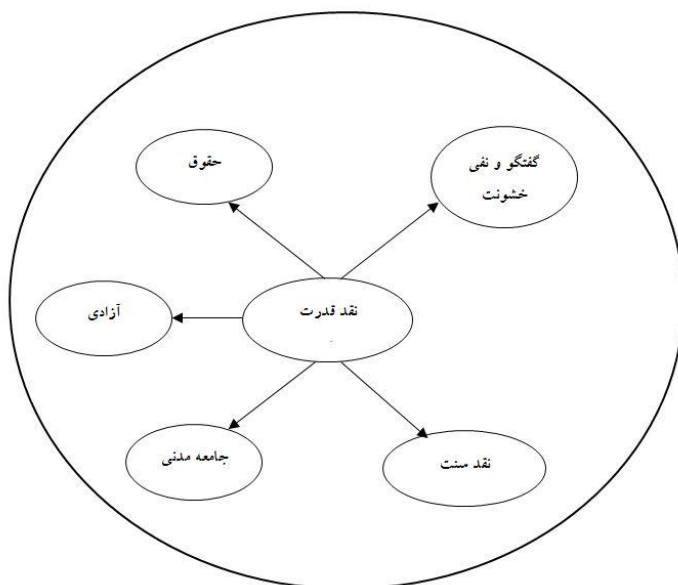 گفتگو و نفی
خشونت
حقوق
نقد قدرت
آزادی
جامعه مدنی
نقد سنت